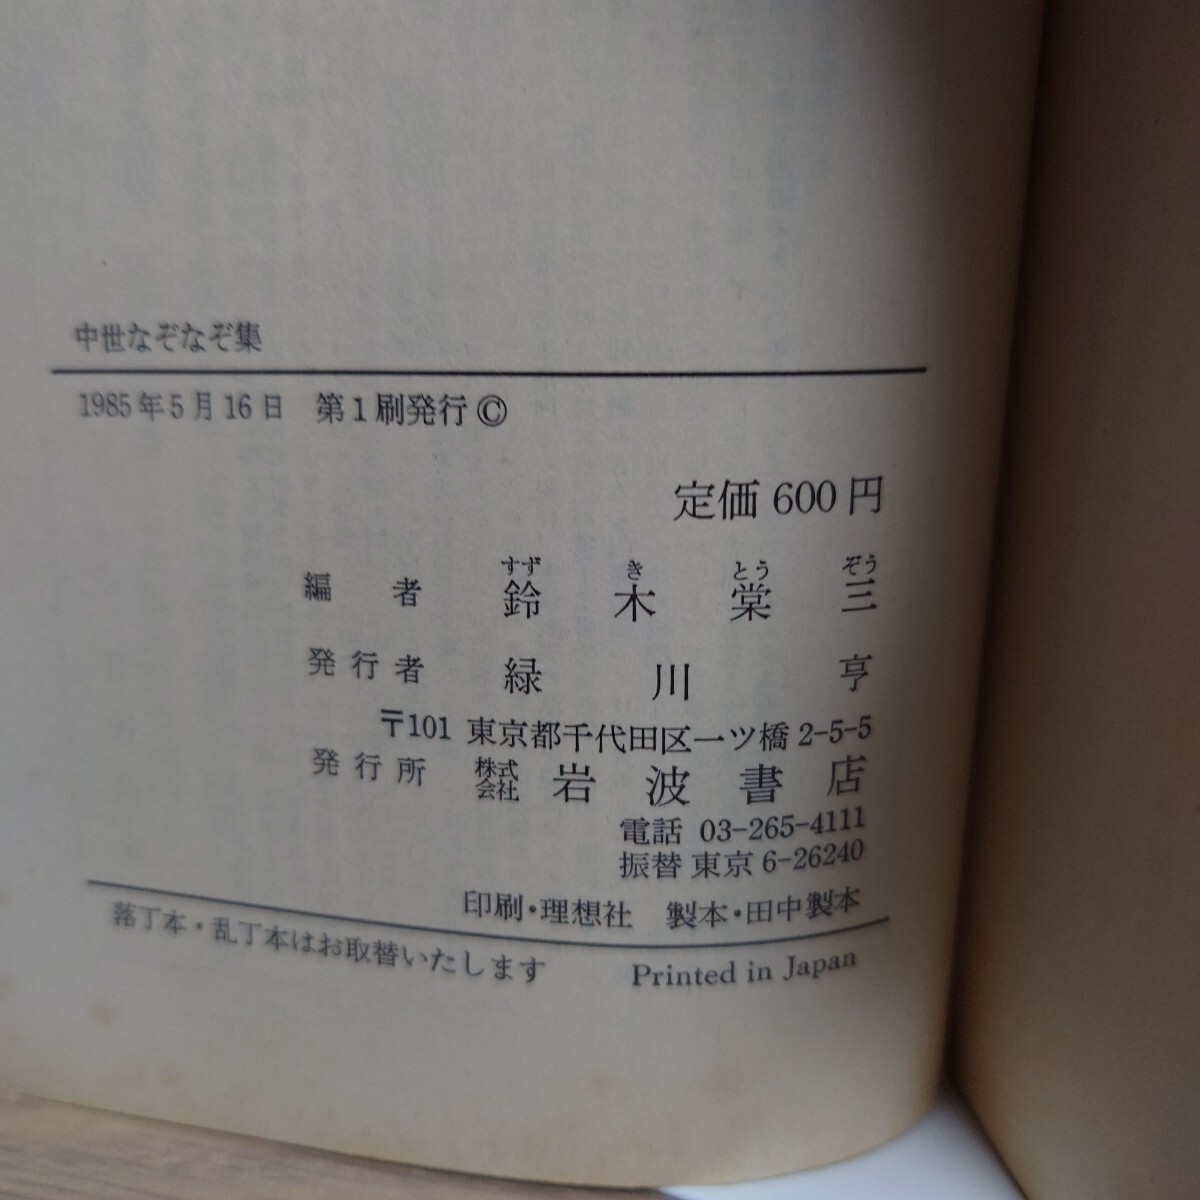 中世なぞなぞ集
1985年5月16日 第1刷発行 ©
定価 600円
すず き とう ぞう
編者 鈴木棠三
発行者 緑川亨
〒101 東京都千代田区一ツ橋 2-5-5
発行所 株式会社 岩波書店
電話 03-265-4111
振替 東京 6-26240
印刷・理想社 製本・田中製本
落丁本・乱丁本はお取替いたします Printed in Japan